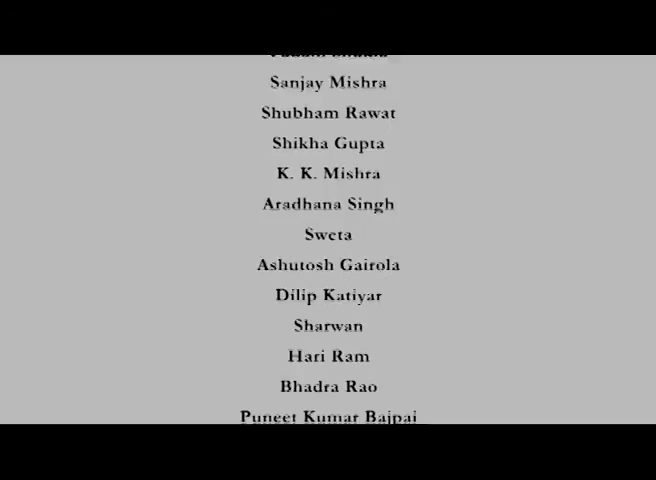 Sanjay Mishra
Shubham Rawat
Shikha Gupta
K. K. Mishra
Aradhana Singh
Sweta
Ashutosh Gairola
Dilip Katiyar
Sharwan
Hari Ram
Bhadra Rao
Puneet Kumar Bajpai